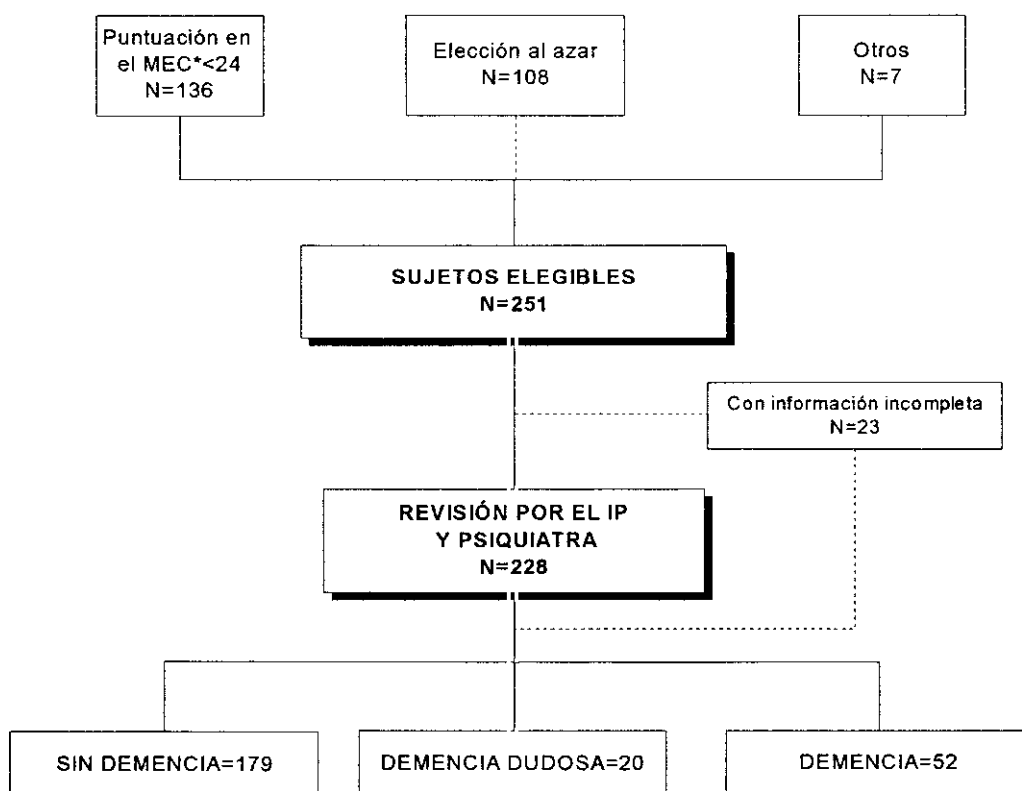 Puntuación en
el MEC*<24
N=136
Elección al azar
N=108
Otros
N=7
SUJETOS ELEGIBLES
N=251
Con información incompleta
N=23
REVISIÓN POR EL IP
Y PSIQUIATRA
N=228
SIN DEMENCIA=179
DEMENCIA DUDOSA=20
DEMENCIA=52